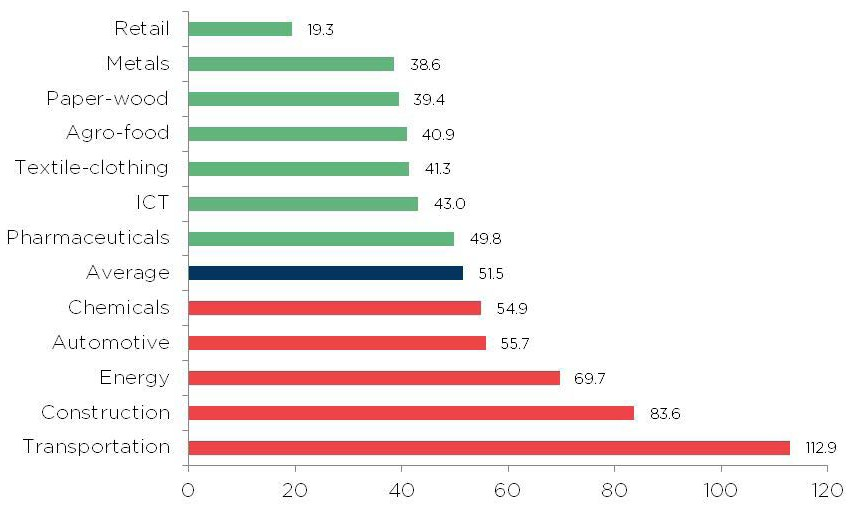 Retail 19.3
Metals 38.6
Paper-wood 39.4
Agro-food 40.9
Textile-clothing 41.3
ICT 43.0
Pharmaceuticals 49.8
Average 51.5
Chemicals 54.9
Automotive 55.7
Energy 69.7
Construction 83.6
Transportation 112.9
0 20 40 60 80 100 120